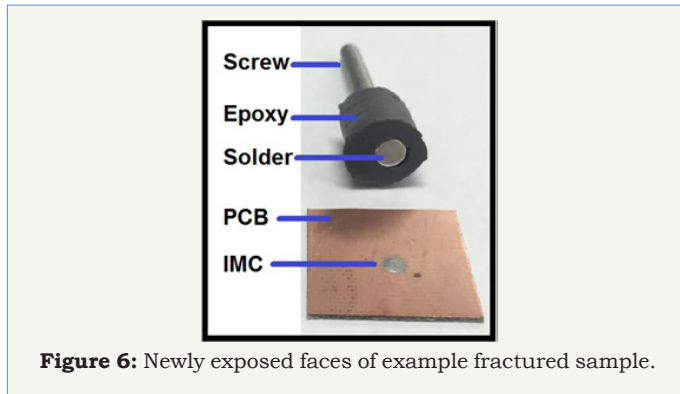 Screw
Epoxy
Solder
PCB
IMC
Figure 6: Newly exposed faces of example fractured sample.